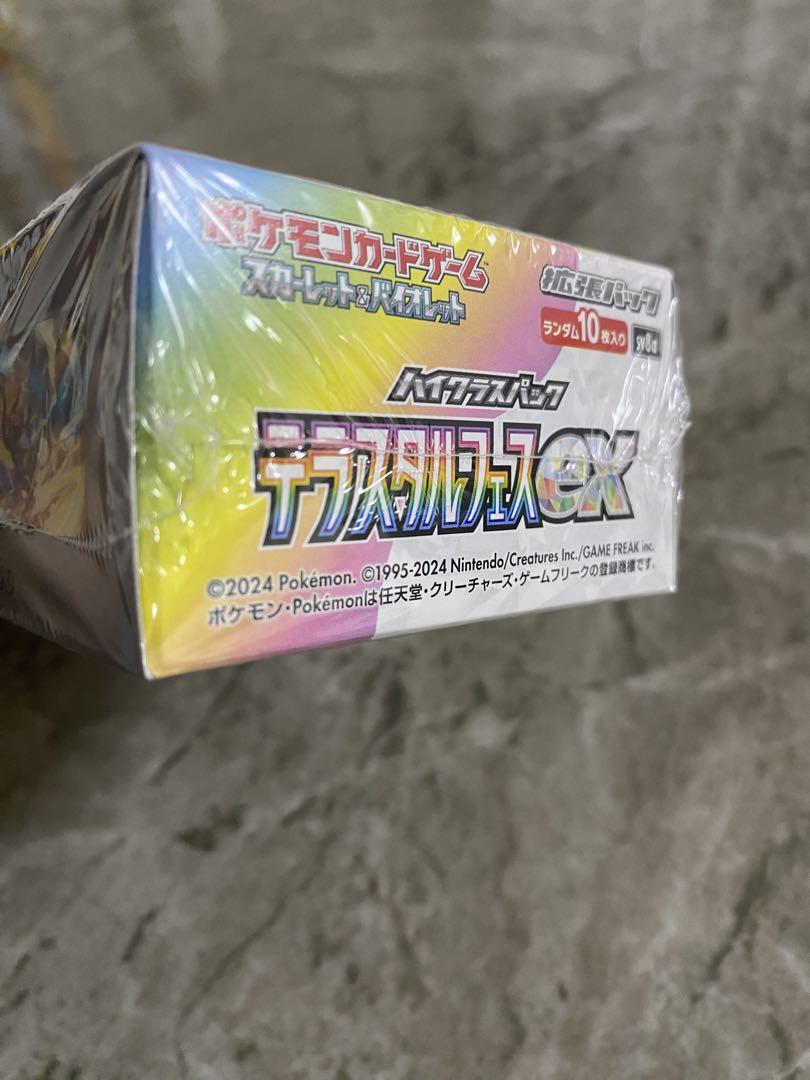 ポケモンカードゲーム™
スカーレット&バイオレット
拡張パック
ランダム10枚入り
sv8a
ハイクラスパック
テラスタルフェスex
©2024 Pokémon. ©1995-2024 Nintendo/Creatures Inc./GAME FREAK inc.
ポケモン・Pokémonは任天堂・クリーチャーズ・ゲームフリークの登録商標です。